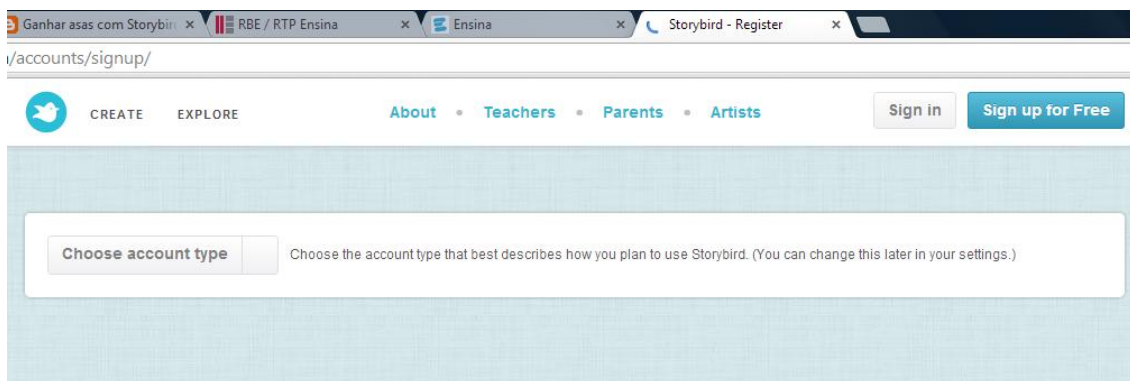 Ganhar asas com Storybir RBE / RTP Ensina Ensina Storybird - Register
/accounts/signup/
CREATE EXPLORE About Teachers Parents Artists Sign in Sign up for Free
Choose account type Choose the account type that best describes how you plan to use Storybird. (You can change this later in your settings.)